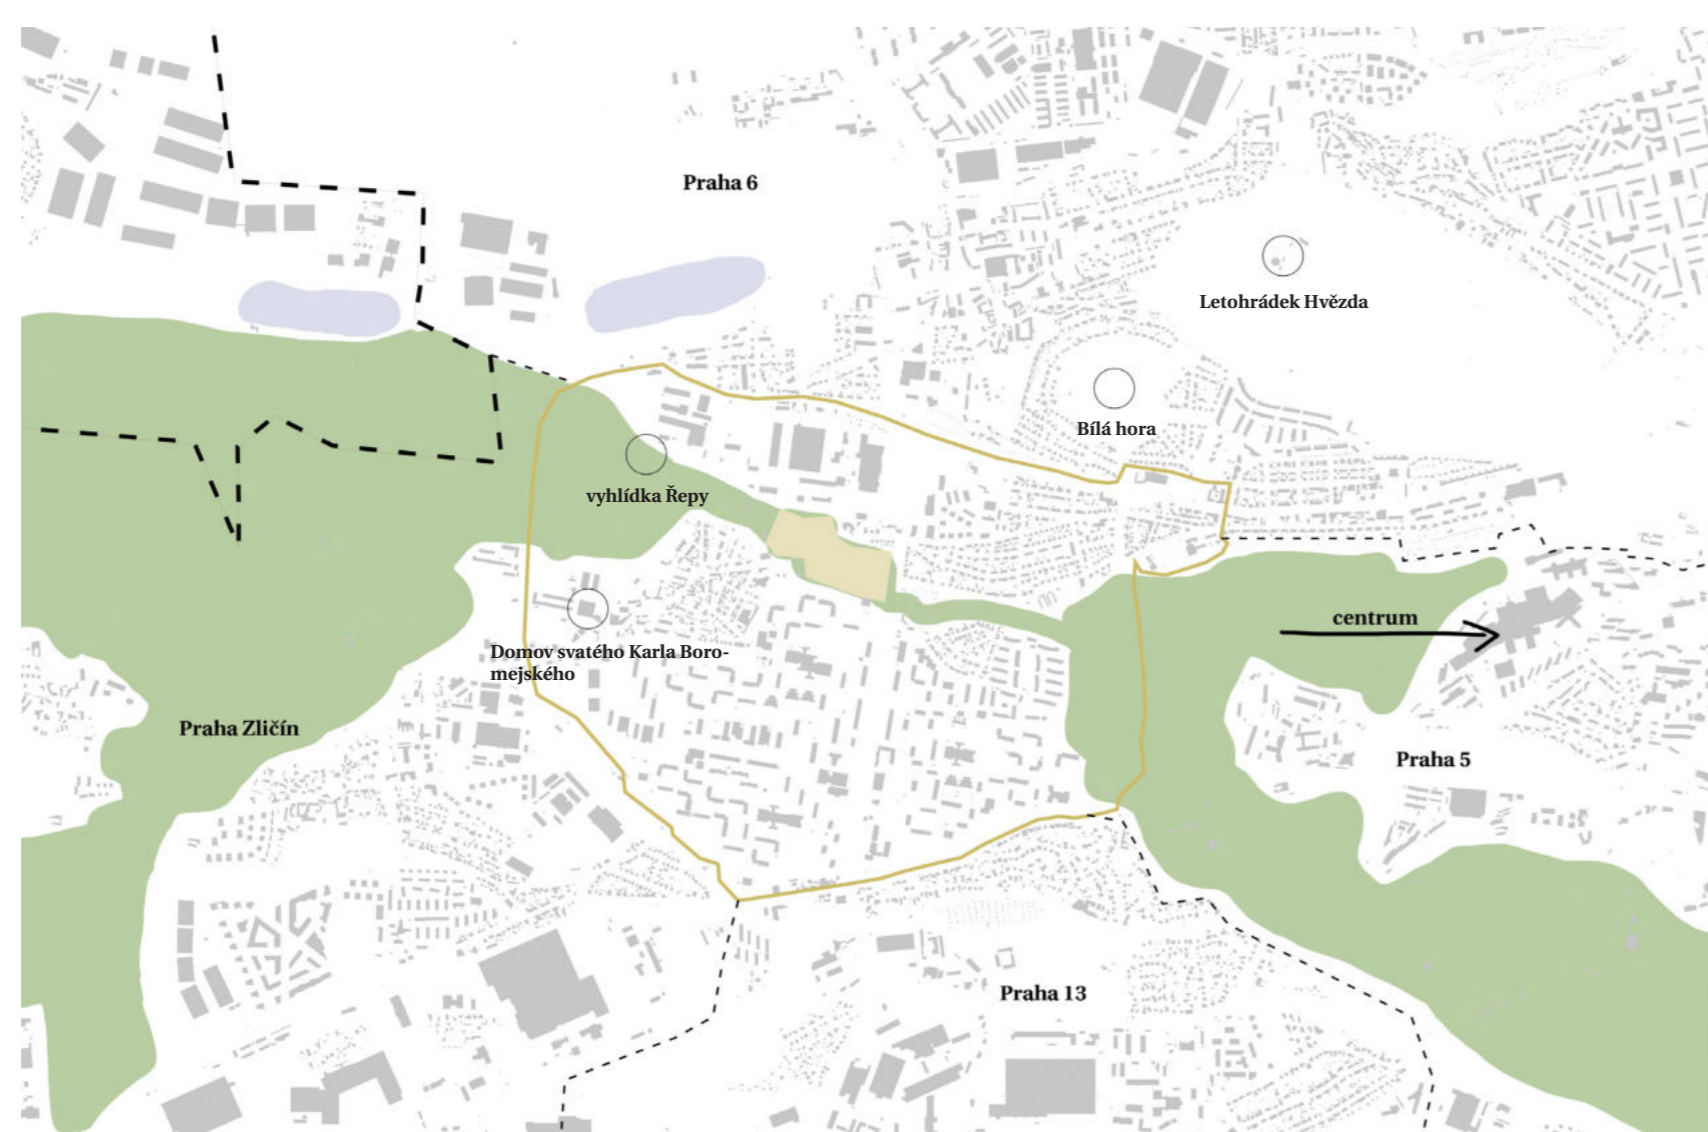 Praha 6
Letohrádek Hvězda
Bílá hora
vyhlídka Řepy
centrum
Domov svatého Karla Boro-
mejského
Praha Zličín
Praha 5
Praha 13